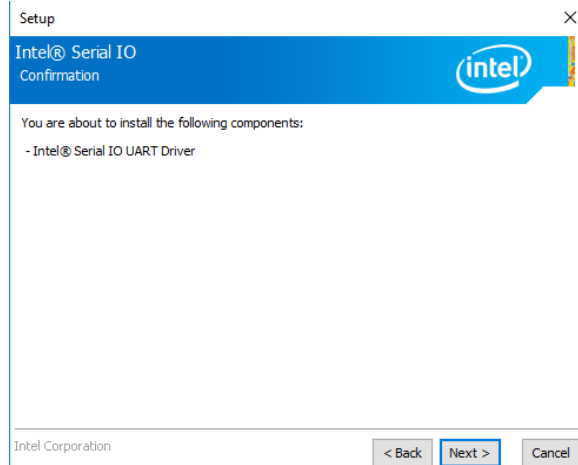 Setup
Intel® Serial IO
Confirmation
intel
You are about to install the following components:
- Intel® Serial IO UART Driver
Intel Corporation
< Back Next > Cancel